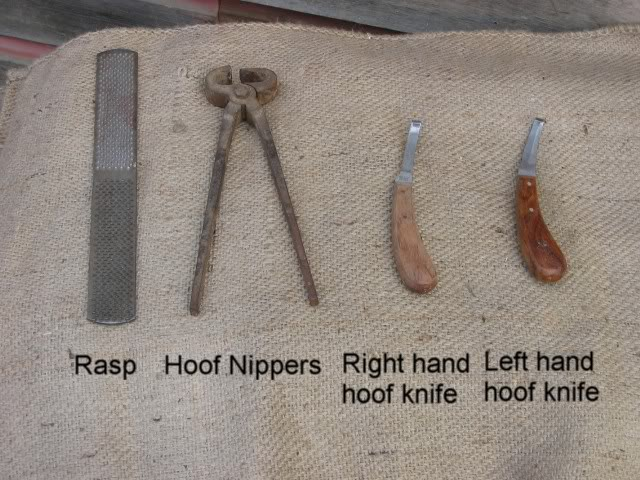 Rasp
Hoof Nippers
Right hand
hoof knife
Left hand
hoof knife